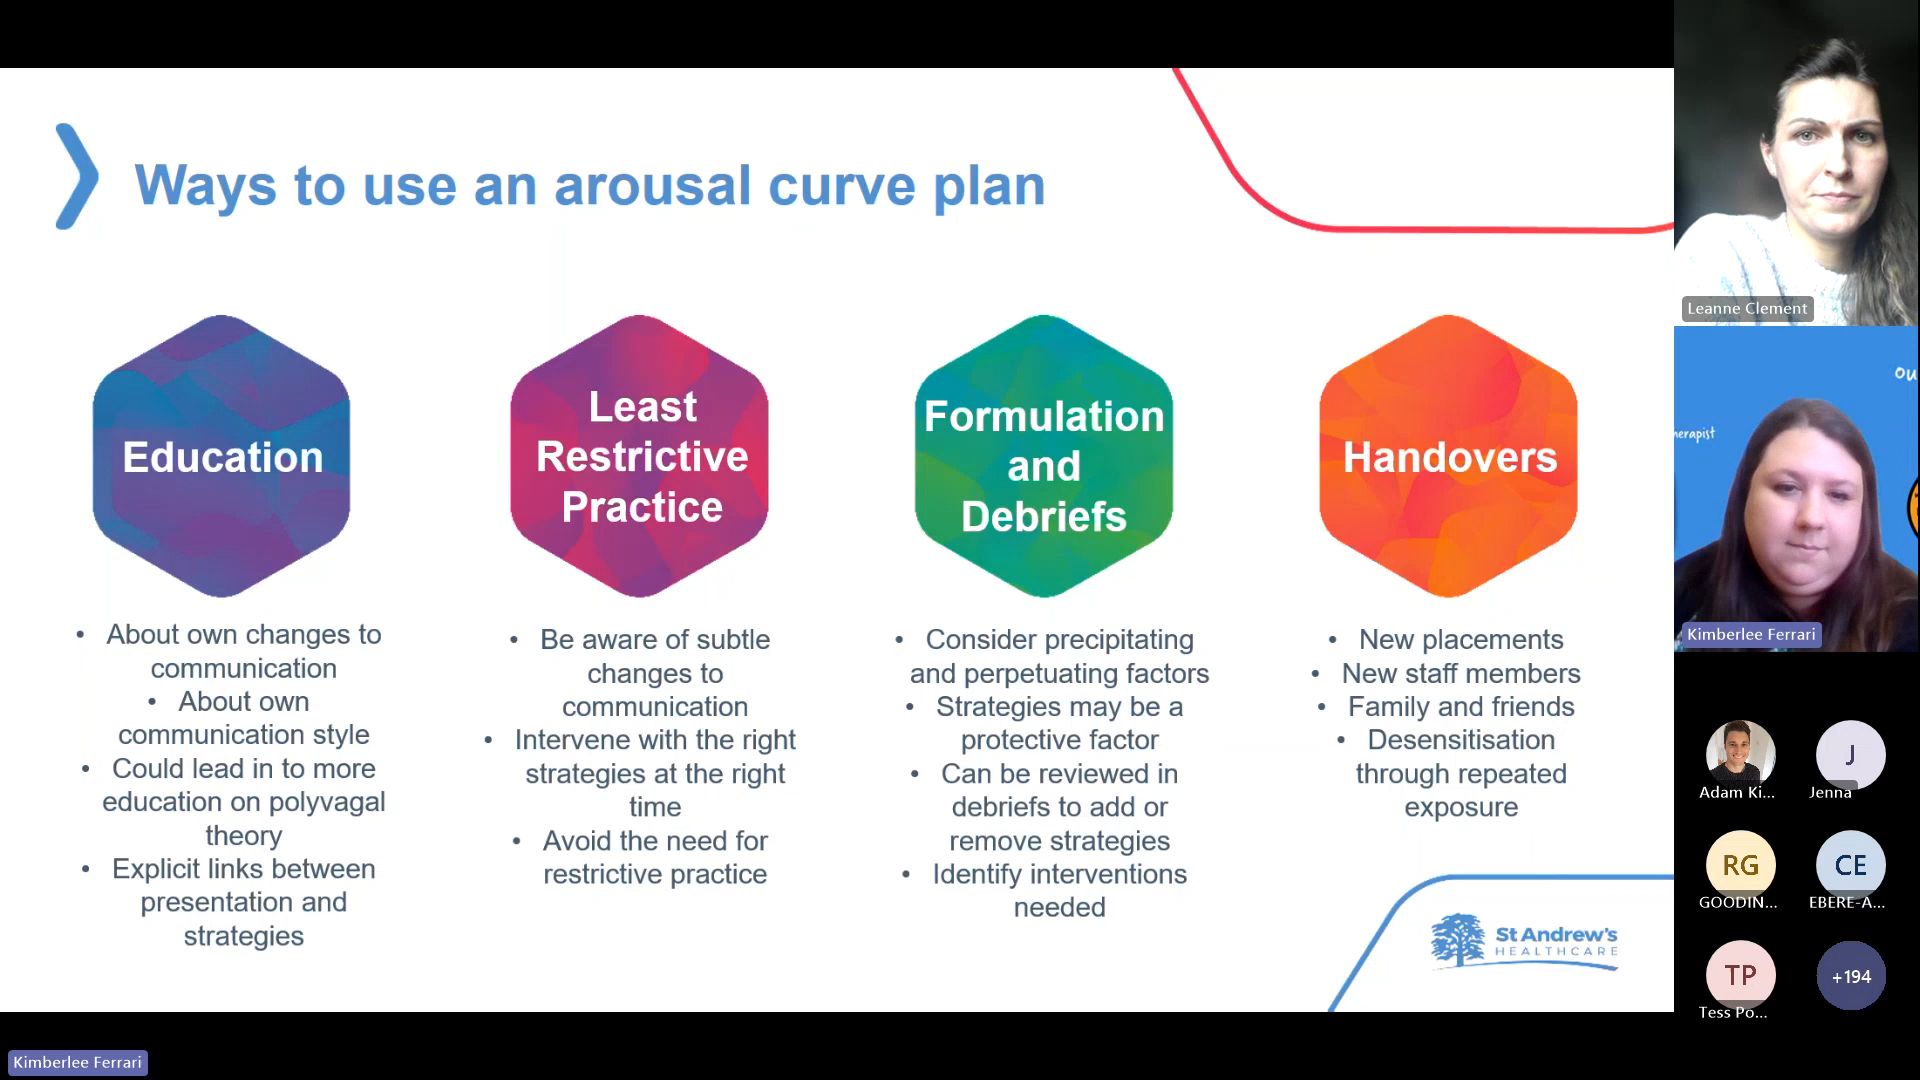 Ways to use an arousal curve plan
Education
• About own changes to
communication
• About own
communication style
• Could lead in to more
education on polyvagal
theory
• Explicit links between
presentation and
strategies
Least
Restrictive
Practice
• Be aware of subtle
changes to
communication
• Intervene with the right
strategies at the right
time
• Avoid the need for
restrictive practice
Formulation
and
Debriefs
• Consider precipitating
and perpetuating factors
• Strategies may be a
protective factor
• Can be reviewed in
debriefs to add or
remove strategies
• Identify interventions
needed
Handovers
• New placements
• New staff members
• Family and friends
• Desensitisation
through repeated
exposure
St Andrew's
HEALTHCARE
Leanne Clement
ou
herapist
Kimberlee Ferrari
Adam Ki...
J
Jenna
RG
GOODIN...
CE
EBERE-A...
TP
Tess Po...
+194
Kimberlee Ferrari